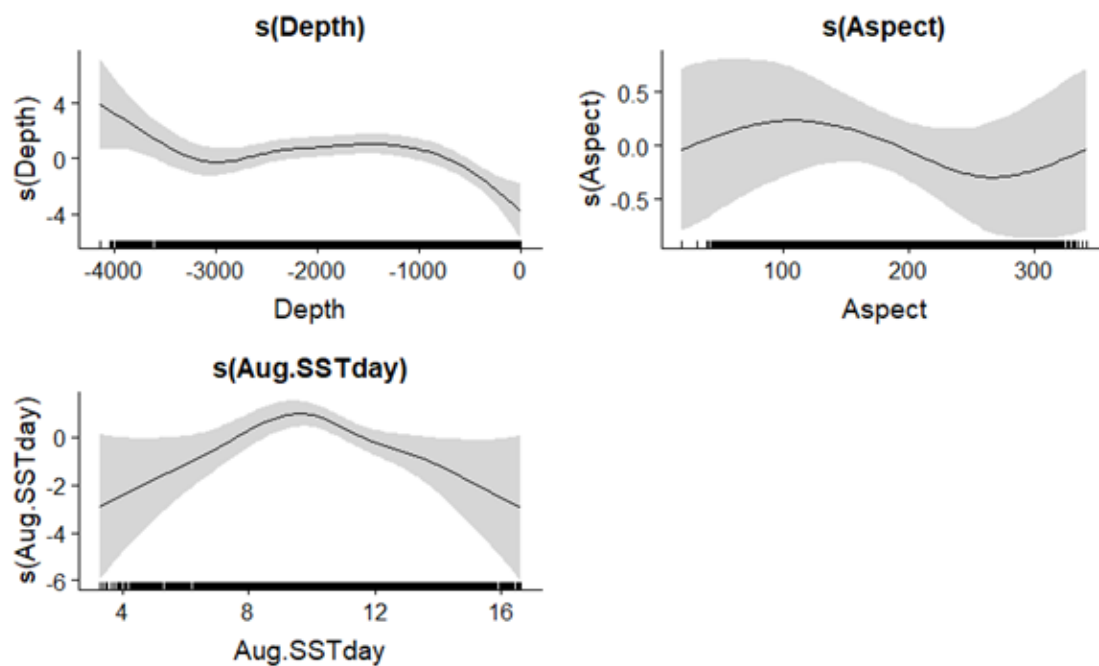 s(Depth)
s(Depth)
4
0
-4
-4000 -3000 -2000 -1000 0
Depth
s(Aspect)
s(Aspect)
0.5
0.0
-0.5
100 200 300
Aspect
s(Aug.SSTday)
s(Aug.SSTday)
0
-2
-4
-6
4 8 12 16
Aug.SSTday